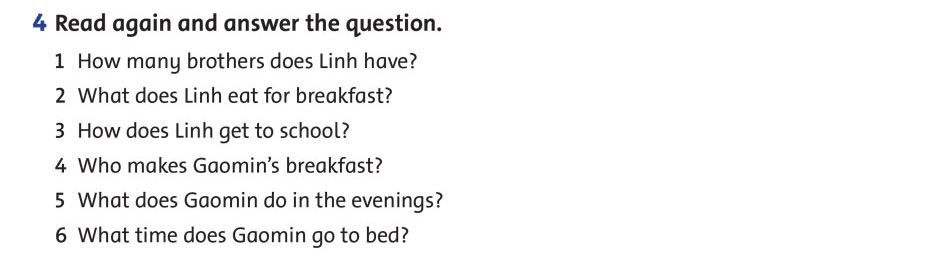 4 Read again and answer the question.
1 How many brothers does Linh have?
2 What does Linh eat for breakfast?
3 How does Linh get to school?
4 Who makes Gaomin's breakfast?
5 What does Gaomin do in the evenings?
6 What time does Gaomin go to bed?